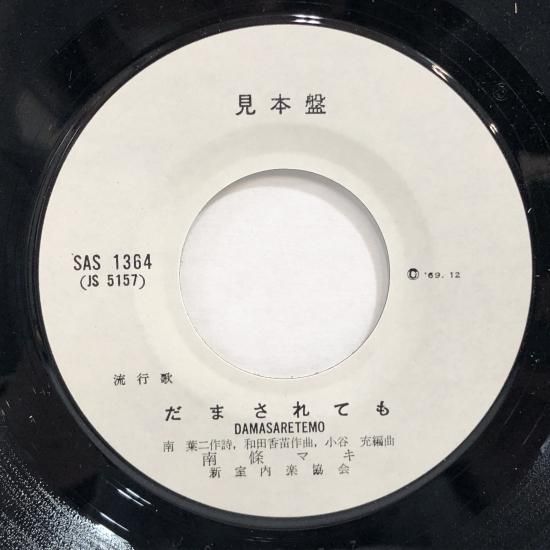 見本盤
SAS 1364
(JS 5157)
Ⓞ '69. 12
流行歌
だまされても
DAMASARETEMO
南 葉二作詩, 和田香苗作曲, 小谷 充編曲
南條マキ
新室内楽協会